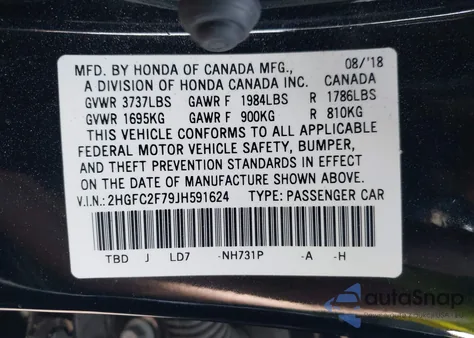 MFD. BY HONDA OF CANADA MFG., 08/'18
A DIVISION OF HONDA CANADA INC. CANADA
GVWR 3737LBS GAWR F 1984LBS R 1786LBS
GVWR 1695KG GAWR F 900KG R 810KG
THIS VEHICLE CONFORMS TO ALL APPLICABLE
FEDERAL MOTOR VEHICLE SAFETY, BUMPER,
AND THEFT PREVENTION STANDARDS IN EFFECT
ON THE DATE OF MANUFACTURE SHOWN ABOVE.
V.I.N.: 2HGFC2F79JH591624 TYPE: PASSENGER CAR
TBD J LD7 -NH731P -A -H
autoSnap